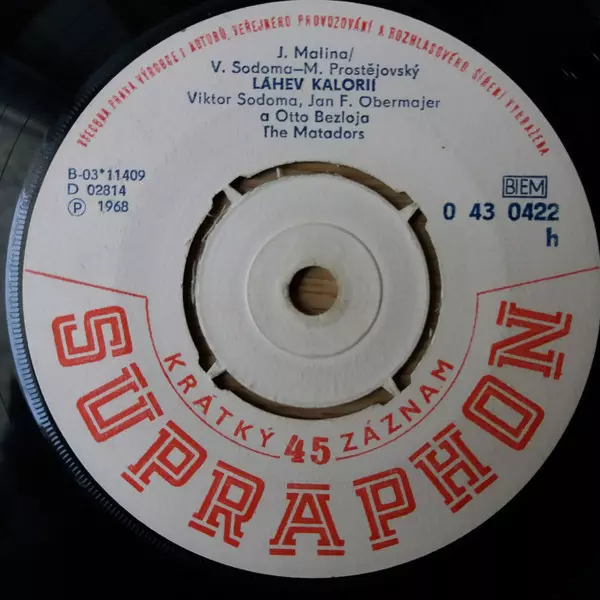 VŠECHNA PRÁVA VÝROBCE I AUTORŮ, VEŘEJNÉHO PROVOZOVÁNÍ A ROZHLASOVÉHO ŠÍŘENÍ VYHRAŽENA
J. Malina/
V. Sodoma—M. Prostějovský
LÁHEV KALORIÍ
Viktor Sodoma, Jan F. Obermajer
a Otto Bezloja
The Matadors
B-03*11409
D 02814
Ⓟ 1968
BIEM
0 43 0422
h
KRÁTKÝ 45 ZÁZNAM
SUPRAPHON